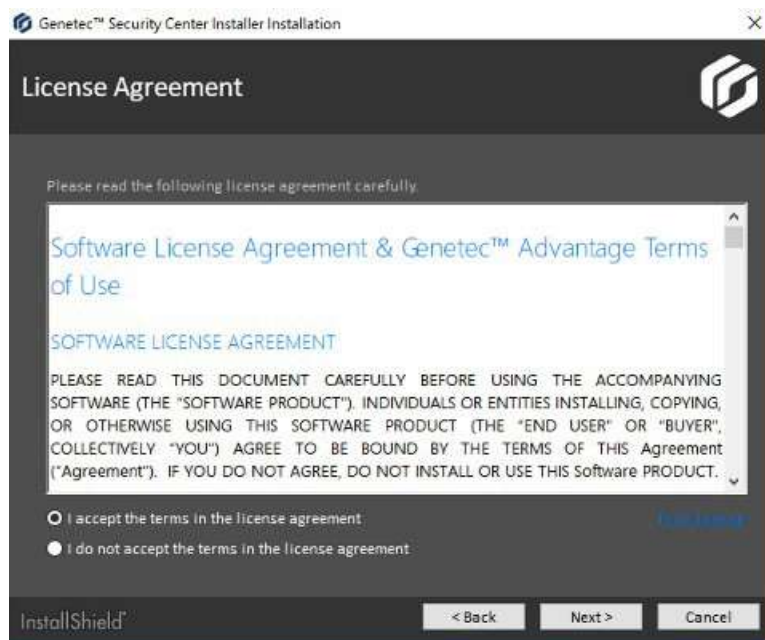 Genetec™ Security Center Installer Installation
License Agreement
Please read the following license agreement carefully.
Software License Agreement & Genetec™ Advantage Terms
of Use
SOFTWARE LICENSE AGREEMENT
PLEASE READ THIS DOCUMENT CAREFULLY BEFORE USING THE ACCOMPANYING
SOFTWARE (THE "SOFTWARE PRODUCT"). INDIVIDUALS OR ENTITIES INSTALLING, COPYING,
OR OTHERWISE USING THIS SOFTWARE PRODUCT (THE "END USER" OR "BUYER",
COLLECTIVELY "YOU") AGREE TO BE BOUND BY THE TERMS OF THIS Agreement
("Agreement"). IF YOU DO NOT AGREE, DO NOT INSTALL OR USE THIS Software PRODUCT.
I accept the terms in the license agreement
I do not accept the terms in the license agreement
InstallShield
< Back
Next >
Cancel